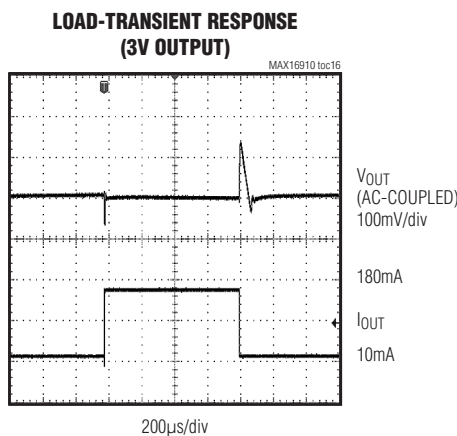 LOAD-TRANSIENT RESPONSE
(3V OUTPUT)
MAX16910 toc16
VOUT
(AC-COUPLED)
100mV/div
180mA
IOUT
10mA
200µs/div